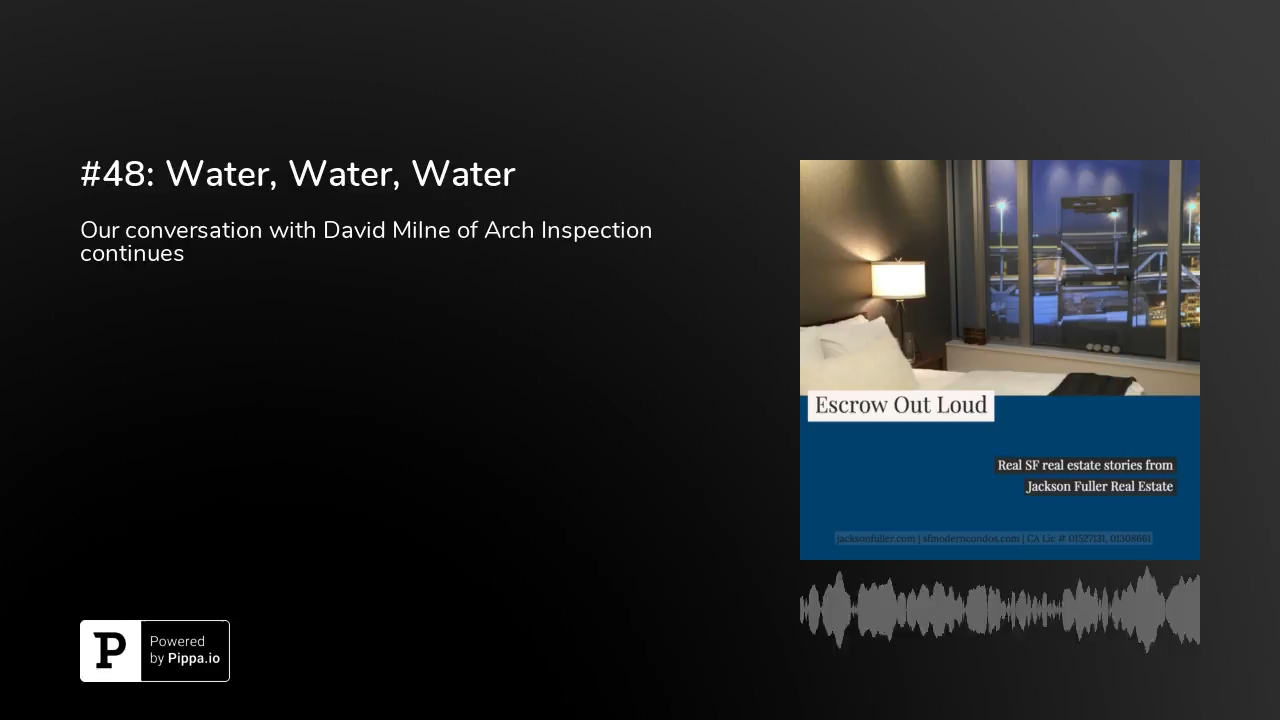 #48: Water, Water, Water
Our conversation with David Milne of Arch Inspection
continues
Escrow Out Loud
Real SF real estate stories from
Jackson Fuller Real Estate
jacksonfuller.com | sfmoderncondos.com | CA Lic # 01527131, 01308661
P
Powered
by Pippa.io